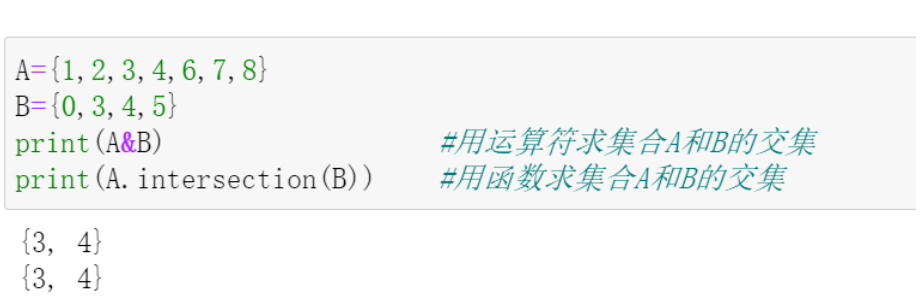 A={1,2,3,4,6,7,8}
B={0,3,4,5}
print(A&B) #用运算符求集合A和B的交集
print(A.intersection(B)) #用函数求集合A和B的交集
{3, 4}
{3, 4}